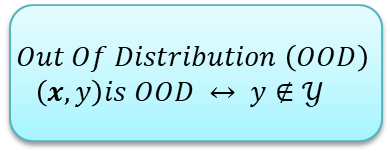 Out Of Distribution (OOD)
(𝒙, y)is OOD ↔ y ∉ 𝒴